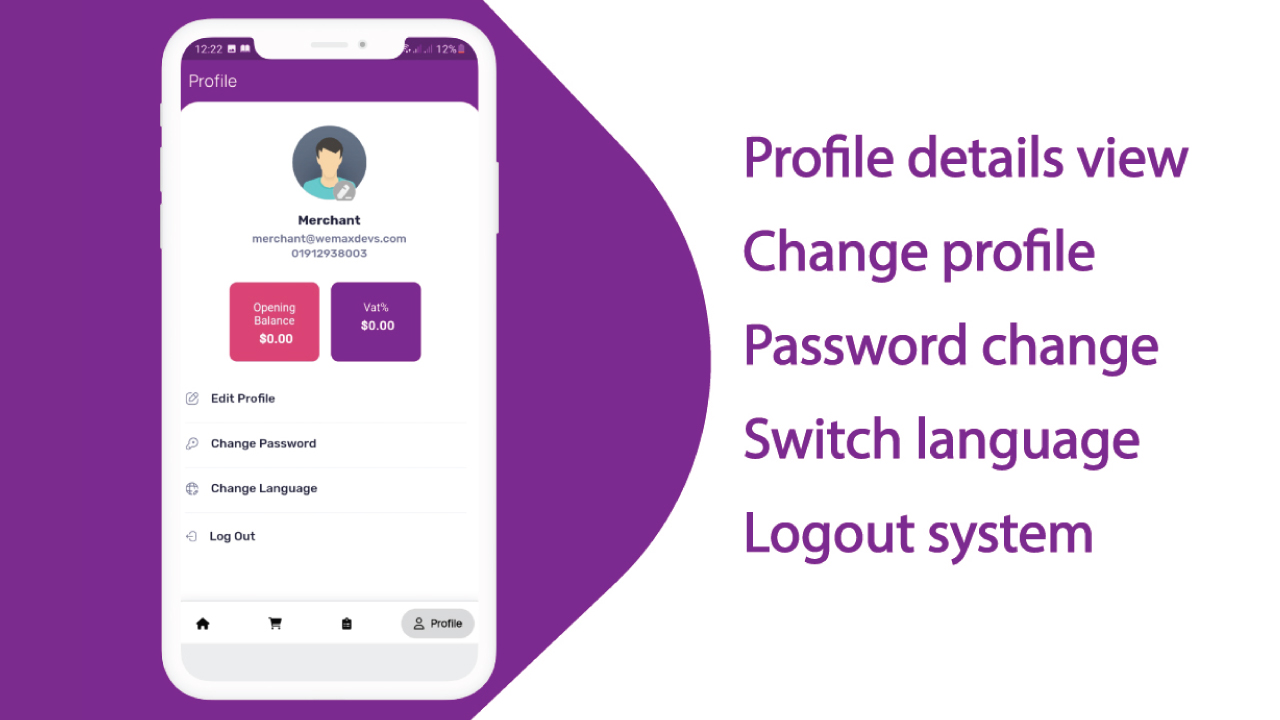 12:22
12%
Profile
Merchant
merchant@wemaxdevs.com
01912938003
Opening
Balance
$0.00
Vat%
$0.00
Edit Profile
Change Password
Change Language
Log Out
Profile
Profile details view
Change profile
Password change
Switch language
Logout system